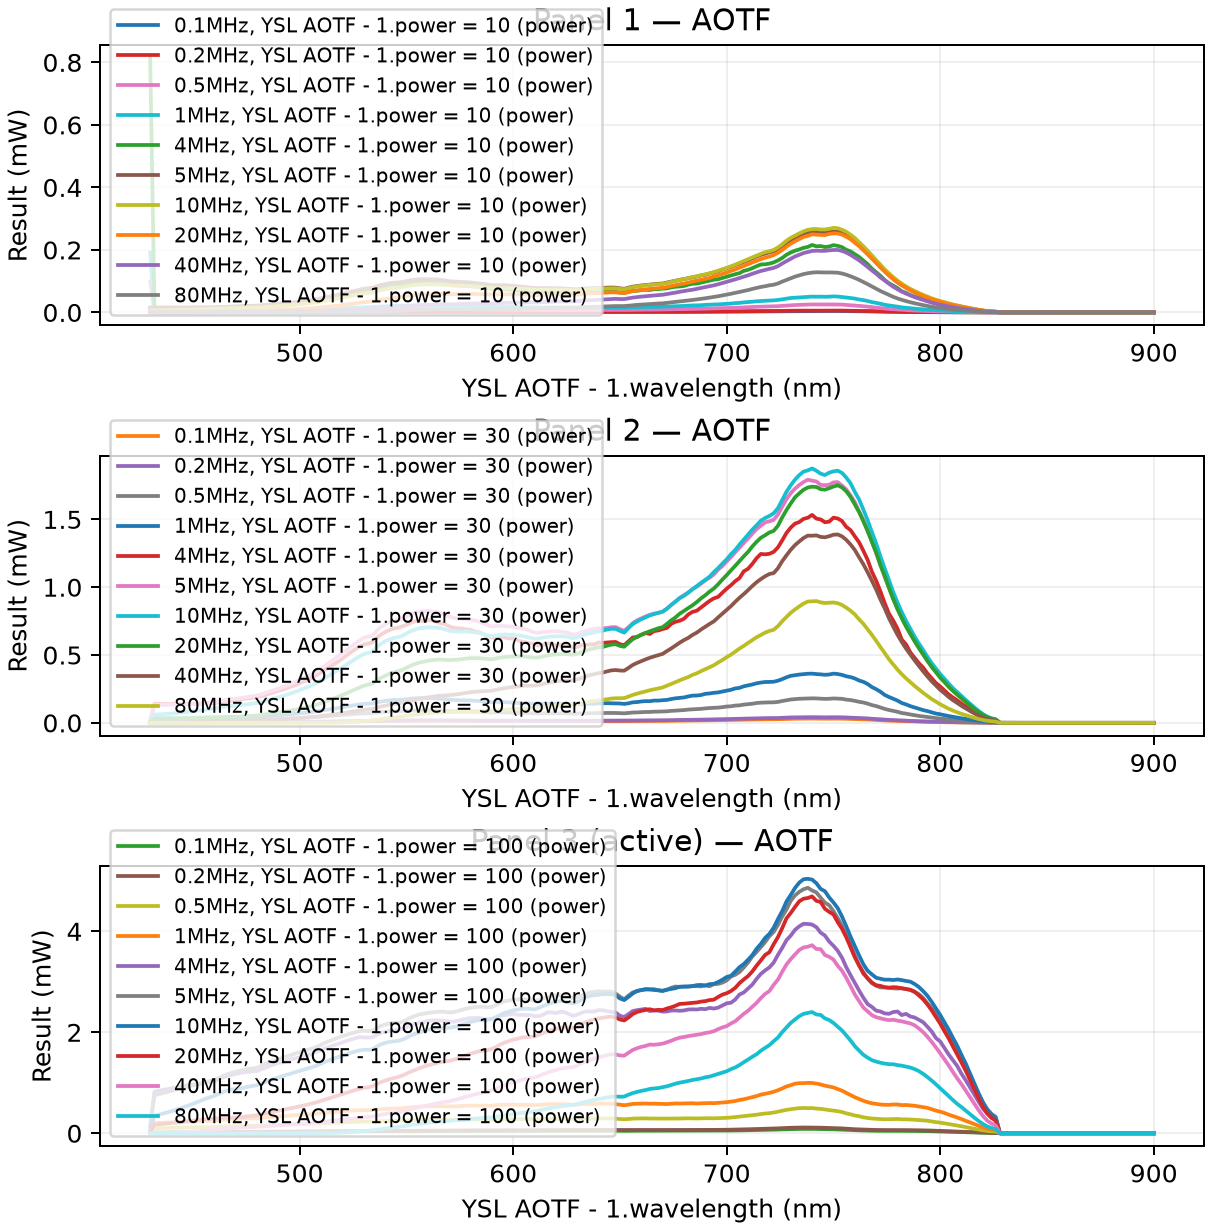 Panel 1 — AOTF
0.1MHz, YSL AOTF - 1.power = 10 (power)
0.2MHz, YSL AOTF - 1.power = 10 (power)
0.5MHz, YSL AOTF - 1.power = 10 (power)
1MHz, YSL AOTF - 1.power = 10 (power)
4MHz, YSL AOTF - 1.power = 10 (power)
5MHz, YSL AOTF - 1.power = 10 (power)
10MHz, YSL AOTF - 1.power = 10 (power)
20MHz, YSL AOTF - 1.power = 10 (power)
40MHz, YSL AOTF - 1.power = 10 (power)
80MHz, YSL AOTF - 1.power = 10 (power)
Result (mW)
0.8
0.6
0.4
0.2
0.0
500 600 700 800 900
YSL AOTF - 1.wavelength (nm)
Panel 2 — AOTF
0.1MHz, YSL AOTF - 1.power = 30 (power)
0.2MHz, YSL AOTF - 1.power = 30 (power)
0.5MHz, YSL AOTF - 1.power = 30 (power)
1MHz, YSL AOTF - 1.power = 30 (power)
4MHz, YSL AOTF - 1.power = 30 (power)
5MHz, YSL AOTF - 1.power = 30 (power)
10MHz, YSL AOTF - 1.power = 30 (power)
20MHz, YSL AOTF - 1.power = 30 (power)
40MHz, YSL AOTF - 1.power = 30 (power)
80MHz, YSL AOTF - 1.power = 30 (power)
Result (mW)
1.5
1.0
0.5
0.0
500 600 700 800 900
YSL AOTF - 1.wavelength (nm)
Panel 3 (active) — AOTF
0.1MHz, YSL AOTF - 1.power = 100 (power)
0.2MHz, YSL AOTF - 1.power = 100 (power)
0.5MHz, YSL AOTF - 1.power = 100 (power)
1MHz, YSL AOTF - 1.power = 100 (power)
4MHz, YSL AOTF - 1.power = 100 (power)
5MHz, YSL AOTF - 1.power = 100 (power)
10MHz, YSL AOTF - 1.power = 100 (power)
20MHz, YSL AOTF - 1.power = 100 (power)
40MHz, YSL AOTF - 1.power = 100 (power)
80MHz, YSL AOTF - 1.power = 100 (power)
Result (mW)
4
2
0
500 600 700 800 900
YSL AOTF - 1.wavelength (nm)